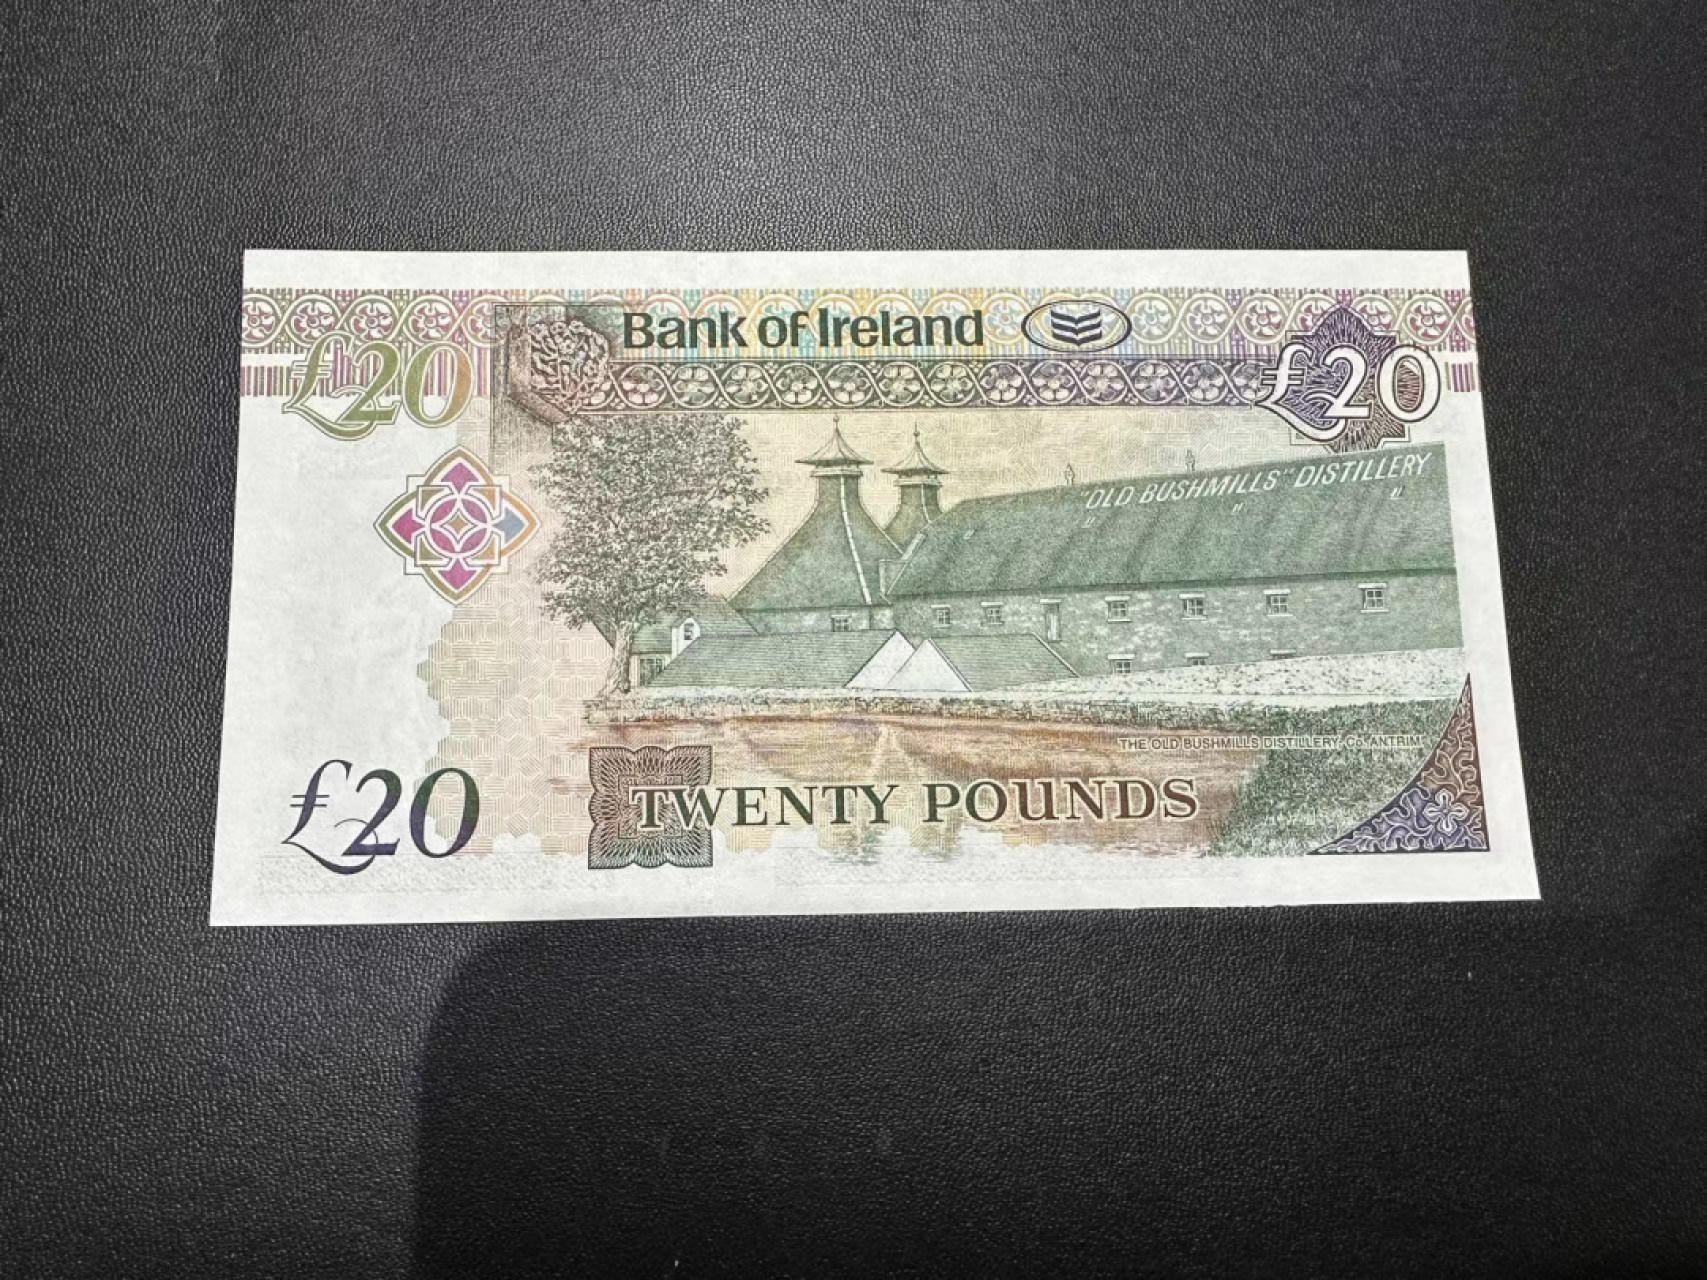 Bank of Ireland
£20
£20
"OLD BUSHMILLS" DISTILLERY
THE OLD BUSHMILLS DISTILLERY, Co. ANTRIM
£20
TWENTY POUNDS